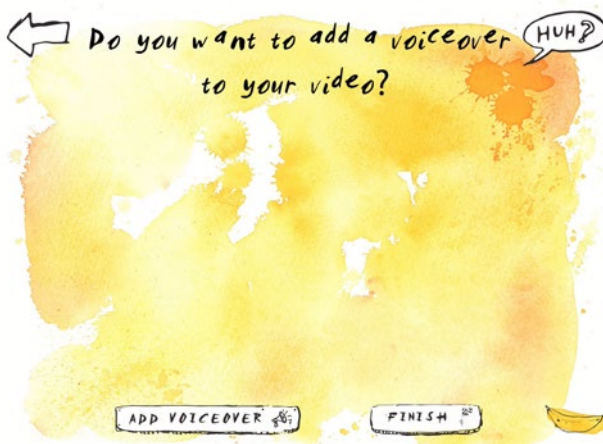 Do you want to add a voiceover
to your video?
HUH?
ADD VOICEOVER
FINISH